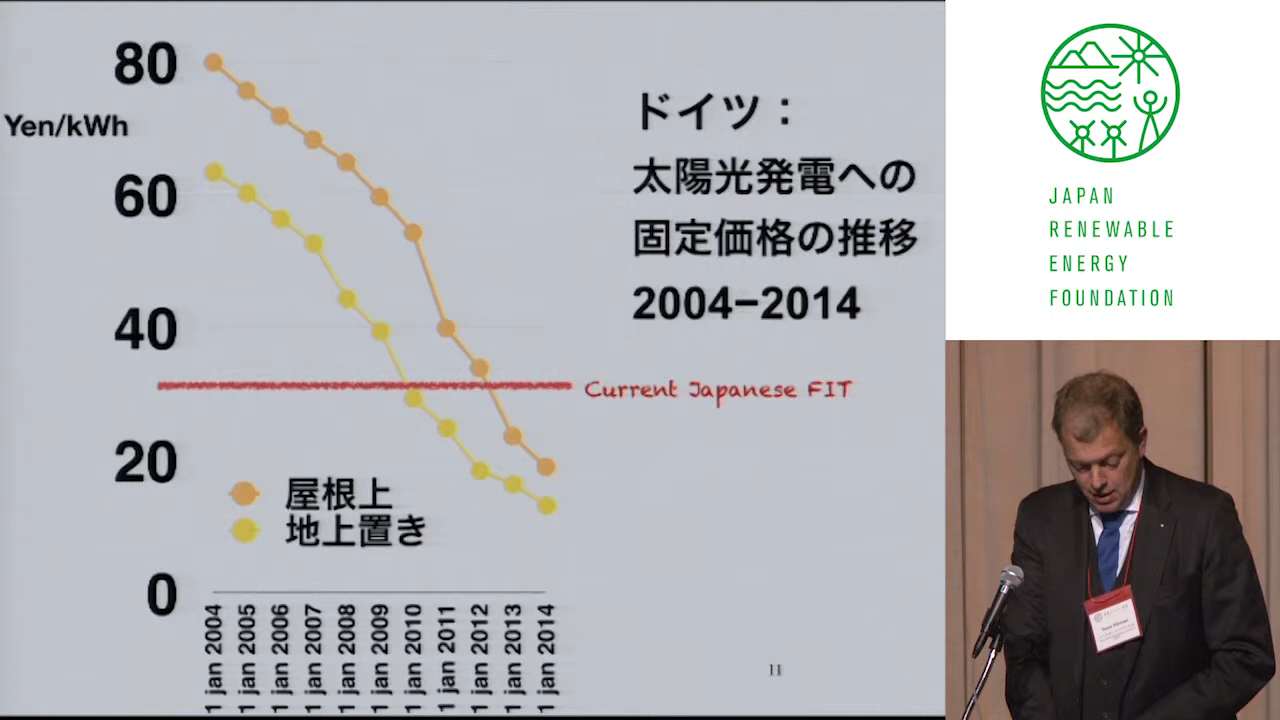 80
Yen/kWh
60
40
20
0
ドイツ：
太陽光発電への
固定価格の推移
2004-2014
Current Japanese FIT
屋根上
地上置き
1 jan 2004
1 jan 2005
1 jan 2006
1 jan 2007
1 jan 2008
1 jan 2009
1 jan 2010
1 jan 2011
1 jan 2012
1 jan 2013
1 jan 2014
11
JAPAN
RENEWABLE
ENERGY
FOUNDATION